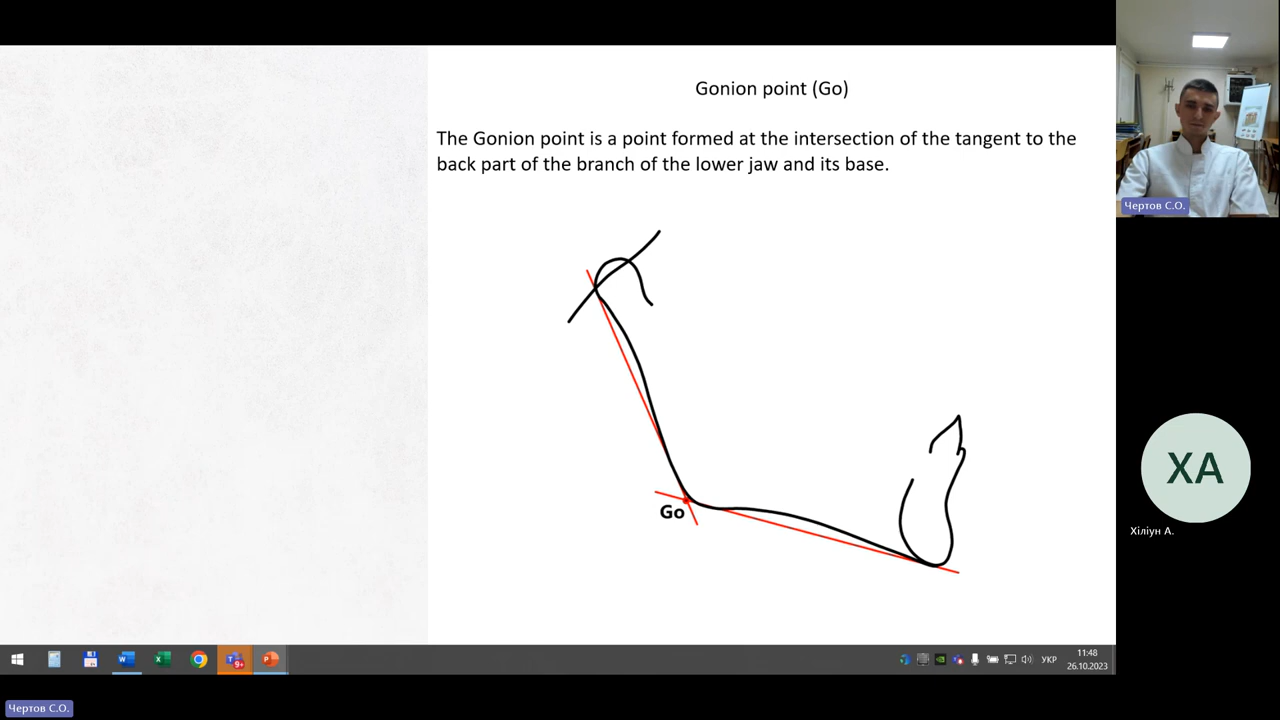 Gonion point (Go)
The Gonion point is a point formed at the intersection of the tangent to the
back part of the branch of the lower jaw and its base.
Go
Чертов С.О.
ХА
Хіліун А.
9+
УКР
11:48
26.10.2023
Чертов С.О.